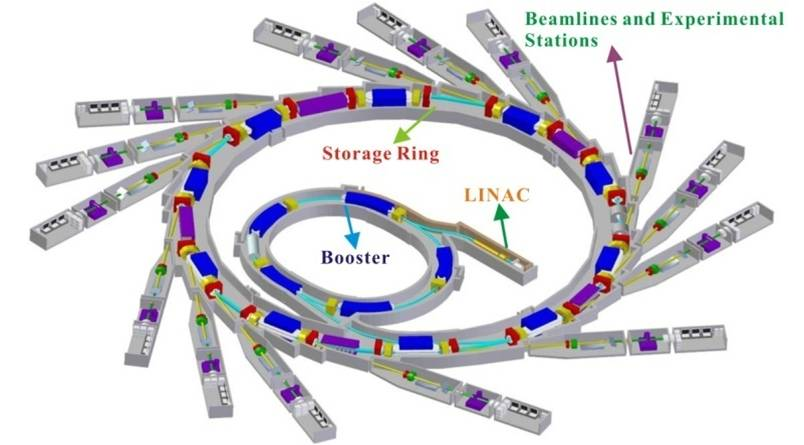 Beamlines and Experimental
Stations
Storage Ring
LINAC
Booster